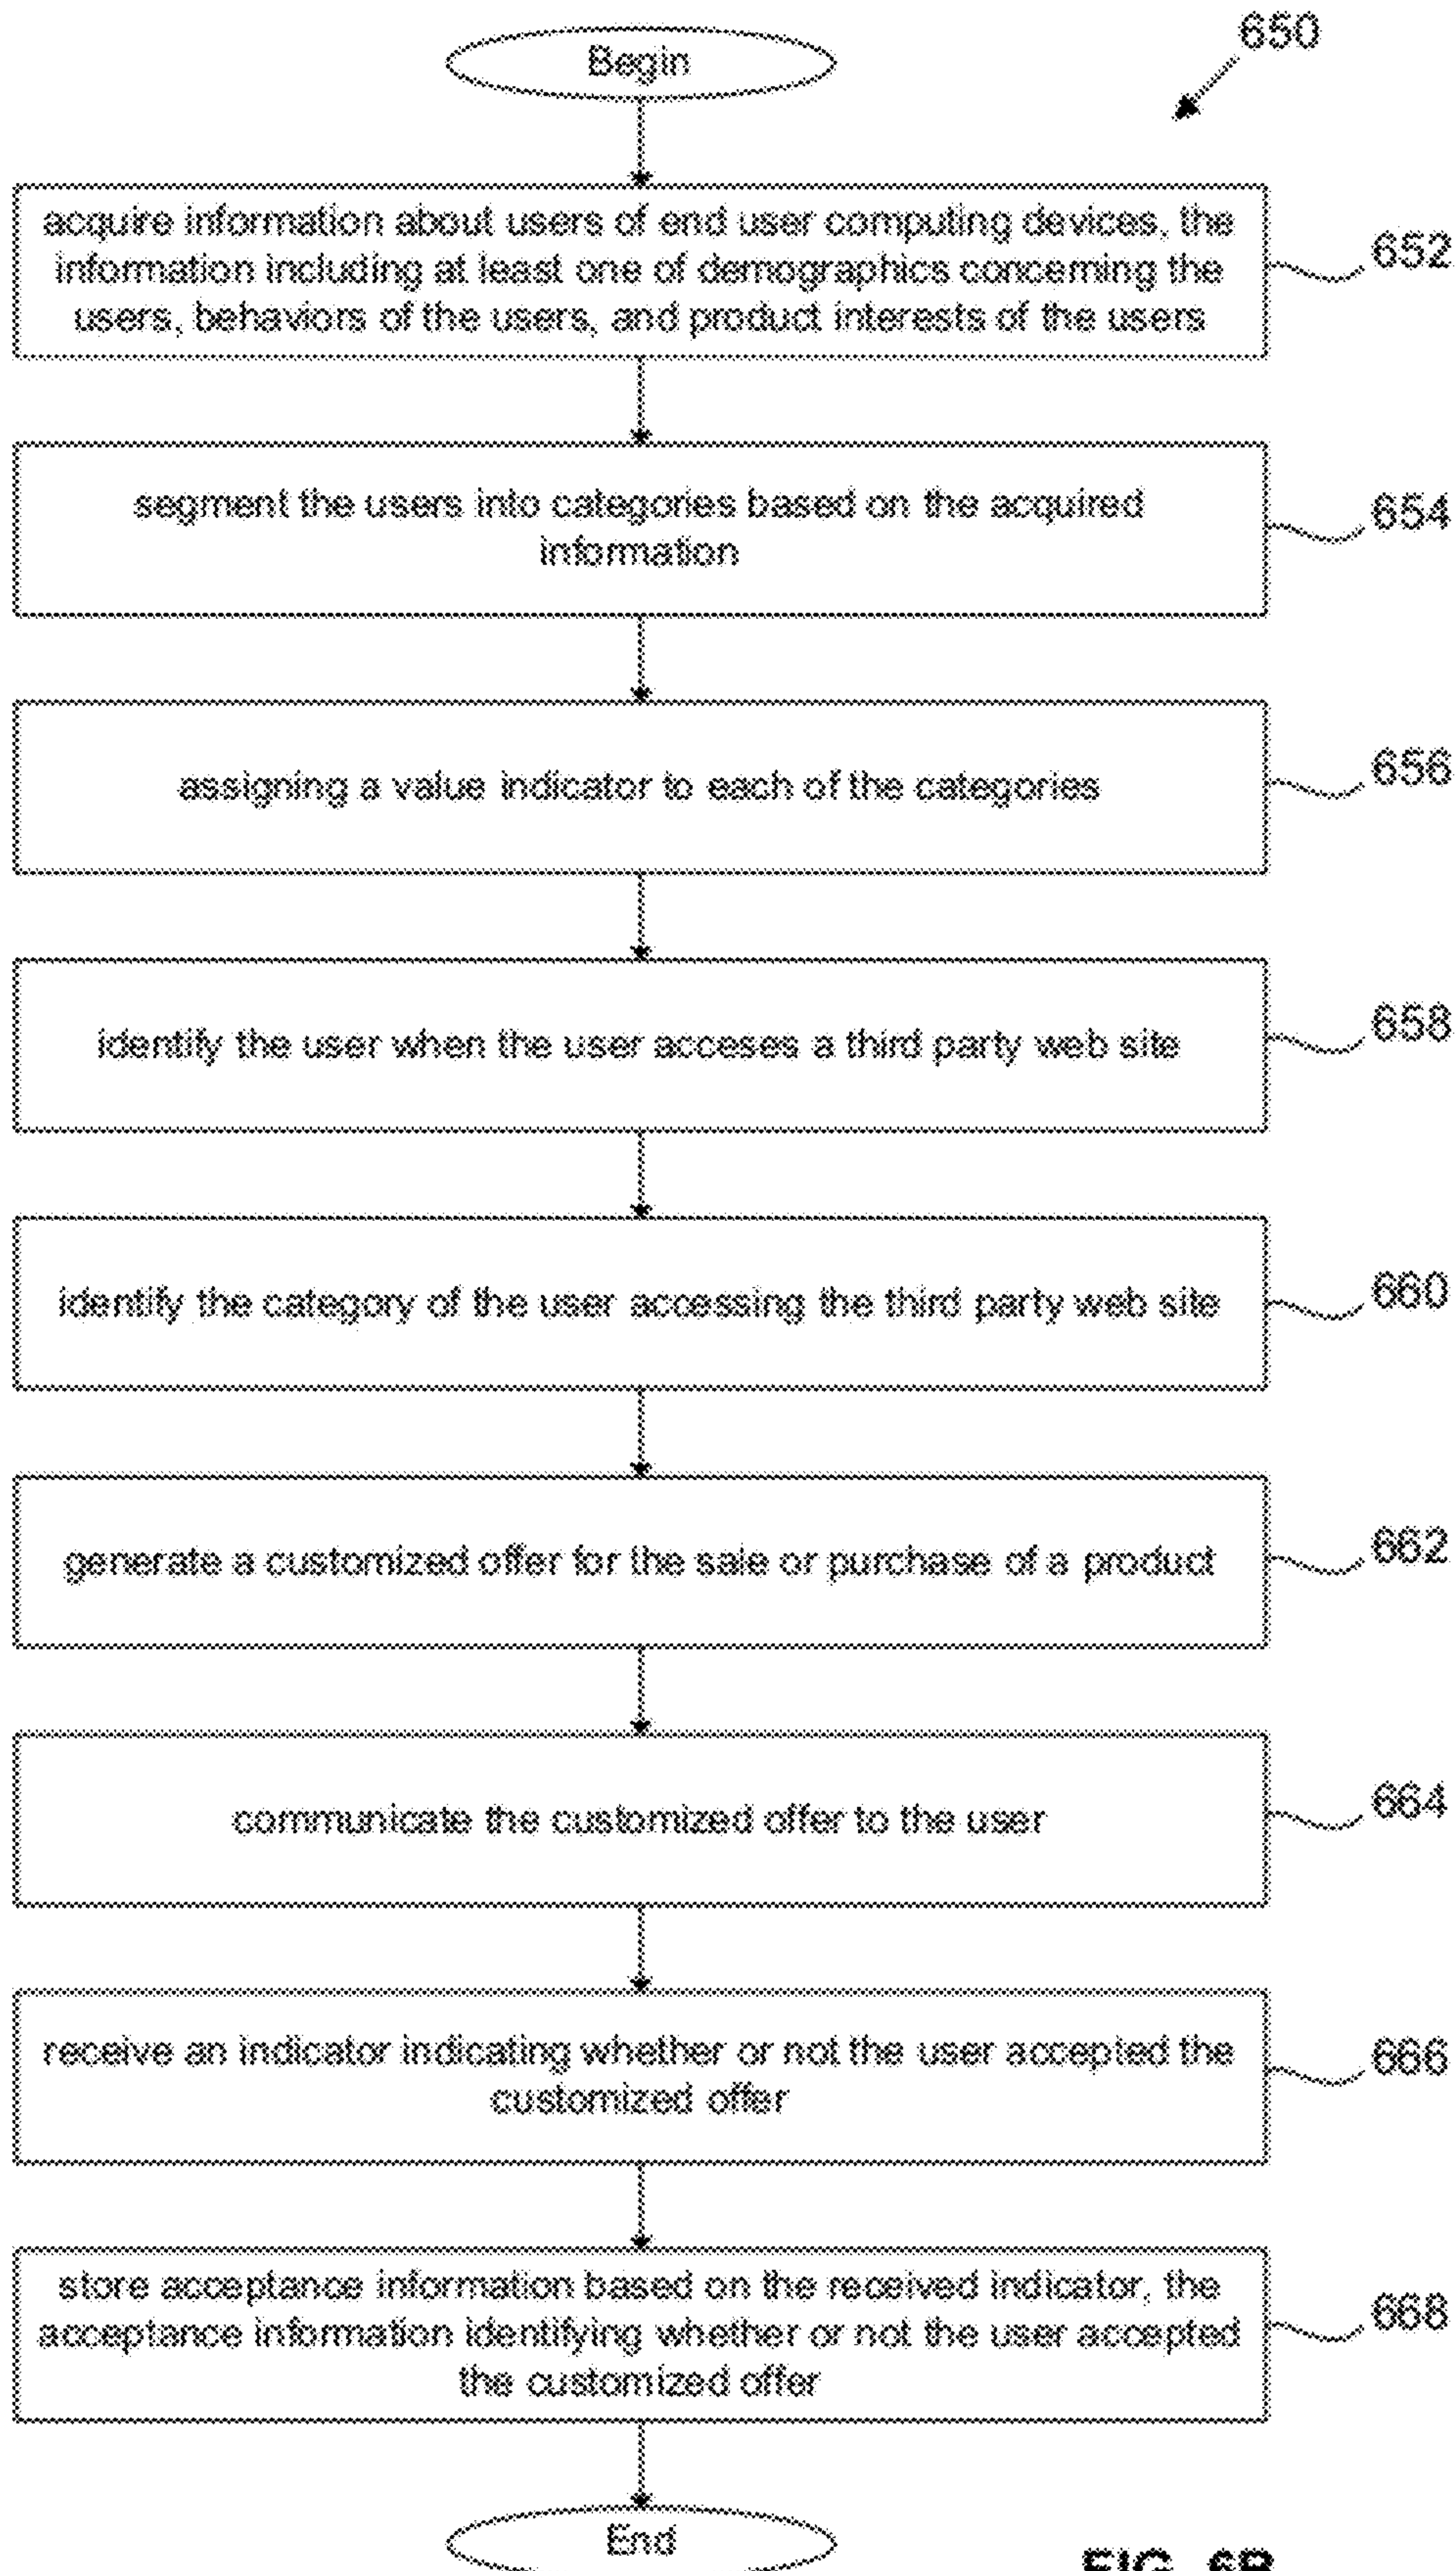 650
Begin
acquire information about users of end user computing devices, the
information including at least one of demographics concerning the
users, behaviors of the users, and product interests of the users
652
segment the users into categories based on the acquired
information
654
assigning a value indicator to each of the categories
656
identify the user when the user acceses a third party web site
658
identify the category of the user accessing the third party web site
660
generate a customized offer for the sale or purchase of a product
662
communicate the customized offer to the user
664
receive an indicator indicating whether or not the user accepted the
customized offer
666
store acceptance information based on the received indicator, the
acceptance information identifying whether or not the user accepted
the customized offer
668
End
FIG. 6B